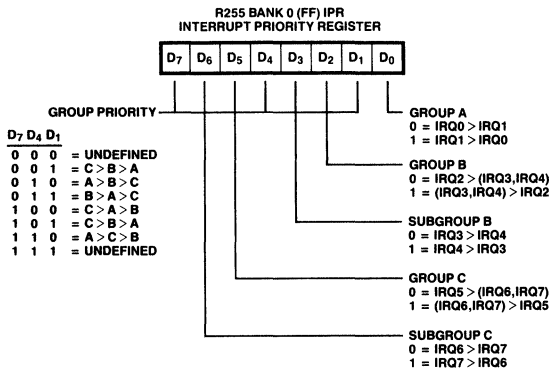 R255 BANK 0 (FF) IPR
INTERRUPT PRIORITY REGISTER
D7 D6 D5 D4 D3 D2 D1 D0
GROUP PRIORITY
D7 D4 D1
0 0 0 = UNDEFINED
0 0 1 = C > B > A
0 1 0 = A > B > C
0 1 1 = B > A > C
1 0 0 = C > A > B
1 0 1 = C > B > A
1 1 0 = A > C > B
1 1 1 = UNDEFINED
GROUP A
0 = IRQ0 > IRQ1
1 = IRQ1 > IRQ0
GROUP B
0 = IRQ2 > (IRQ3,IRQ4)
1 = (IRQ3,IRQ4) > IRQ2
SUBGROUP B
0 = IRQ3 > IRQ4
1 = IRQ4 > IRQ3
GROUP C
0 = IRQ5 > (IRQ6,IRQ7)
1 = (IRQ6,IRQ7) > IRQ5
SUBGROUP C
0 = IRQ6 > IRQ7
1 = IRQ7 > IRQ6